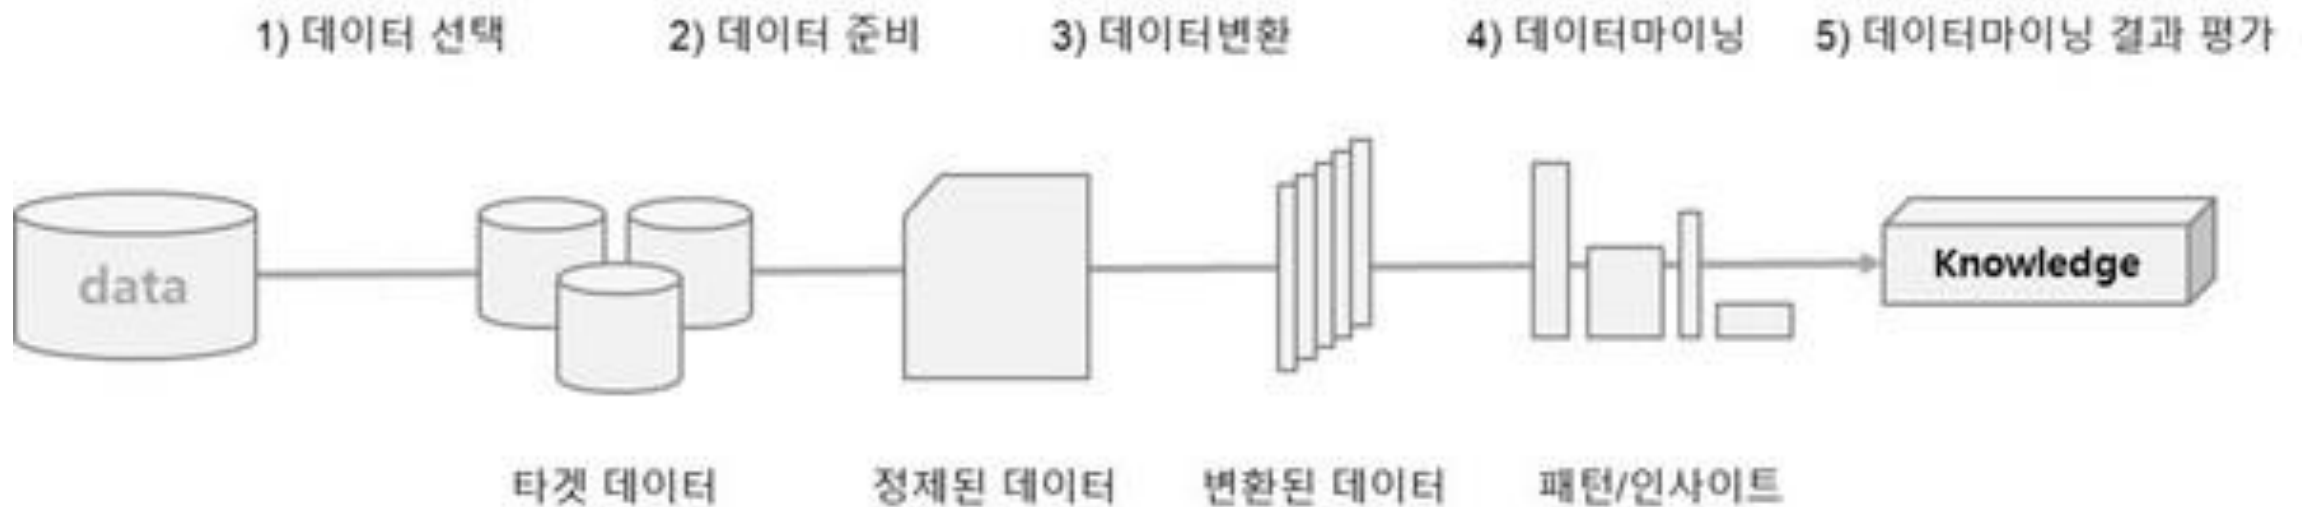 1) 데이터 선택 2) 데이터 준비 3) 데이터변환 4) 데이터마이닝 5) 데이터마이닝 결과 평가
data
Knowledge
타겟 데이터 정제된 데이터 변환된 데이터 패턴/인사이트